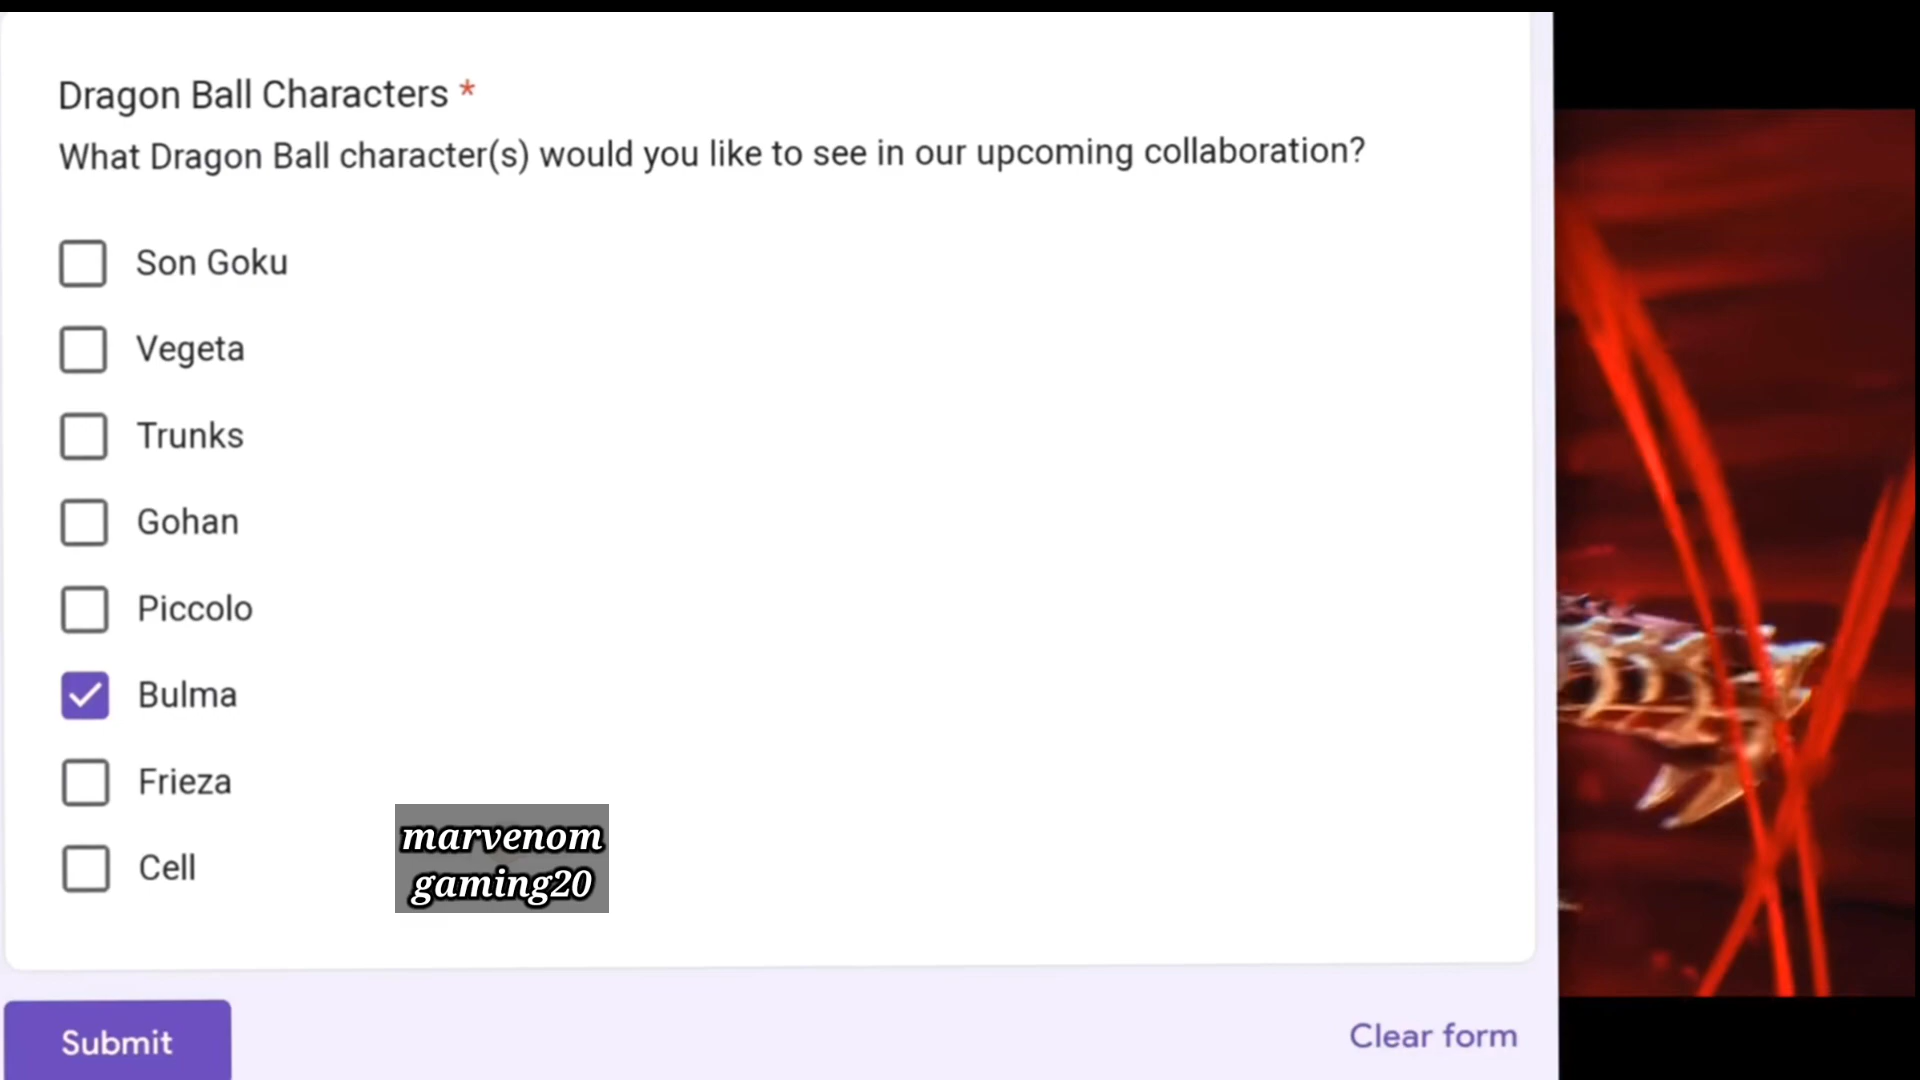 Dragon Ball Characters *
What Dragon Ball character(s) would you like to see in our upcoming collaboration?
Son Goku
Vegeta
Trunks
Gohan
Piccolo
Bulma
Frieza
Cell
marvenom
gaming20
Submit
Clear form